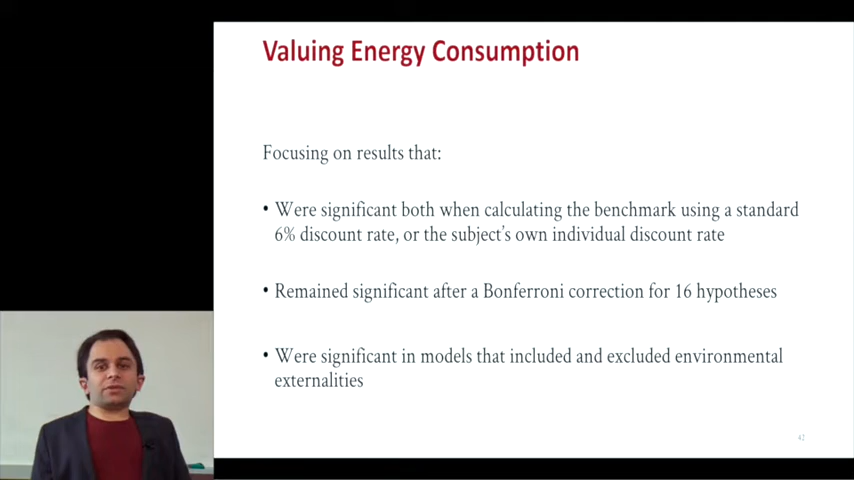 Valuing Energy Consumption
Focusing on results that:
• Were significant both when calculating the benchmark using a standard
6% discount rate, or the subject's own individual discount rate
• Remained significant after a Bonferroni correction for 16 hypotheses
• Were significant in models that included and excluded environmental
externalities
42